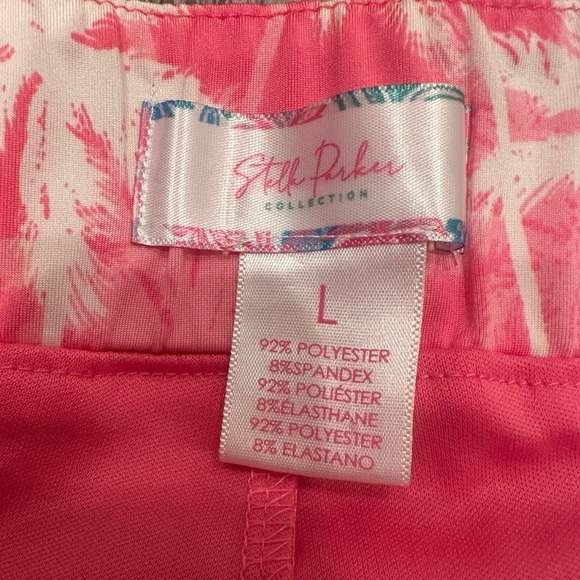 Stella Parker
COLLECTION
L
92% POLYESTER
8%SPANDEX
92% POLIÉSTER
8%ÉLASTHANE
92% POLYESTER
8% ELASTANO